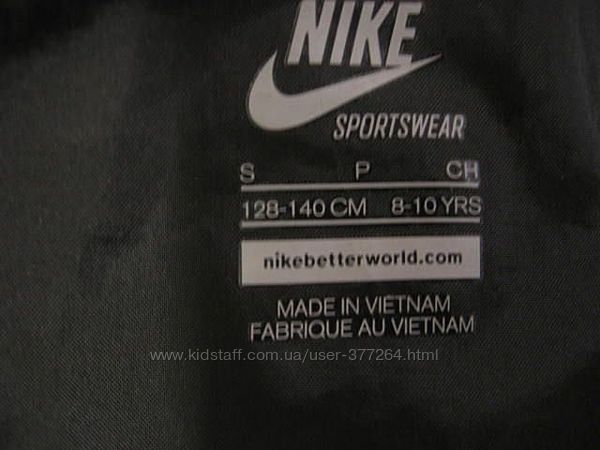 NIKE
SPORTSWEAR
S P CH
128-140 CM 8-10 YRS
nikebetterworld.com
MADE IN VIETNAM
FABRIQUE AU VIETNAM
www.kidstaff.com.ua/user-377264.html